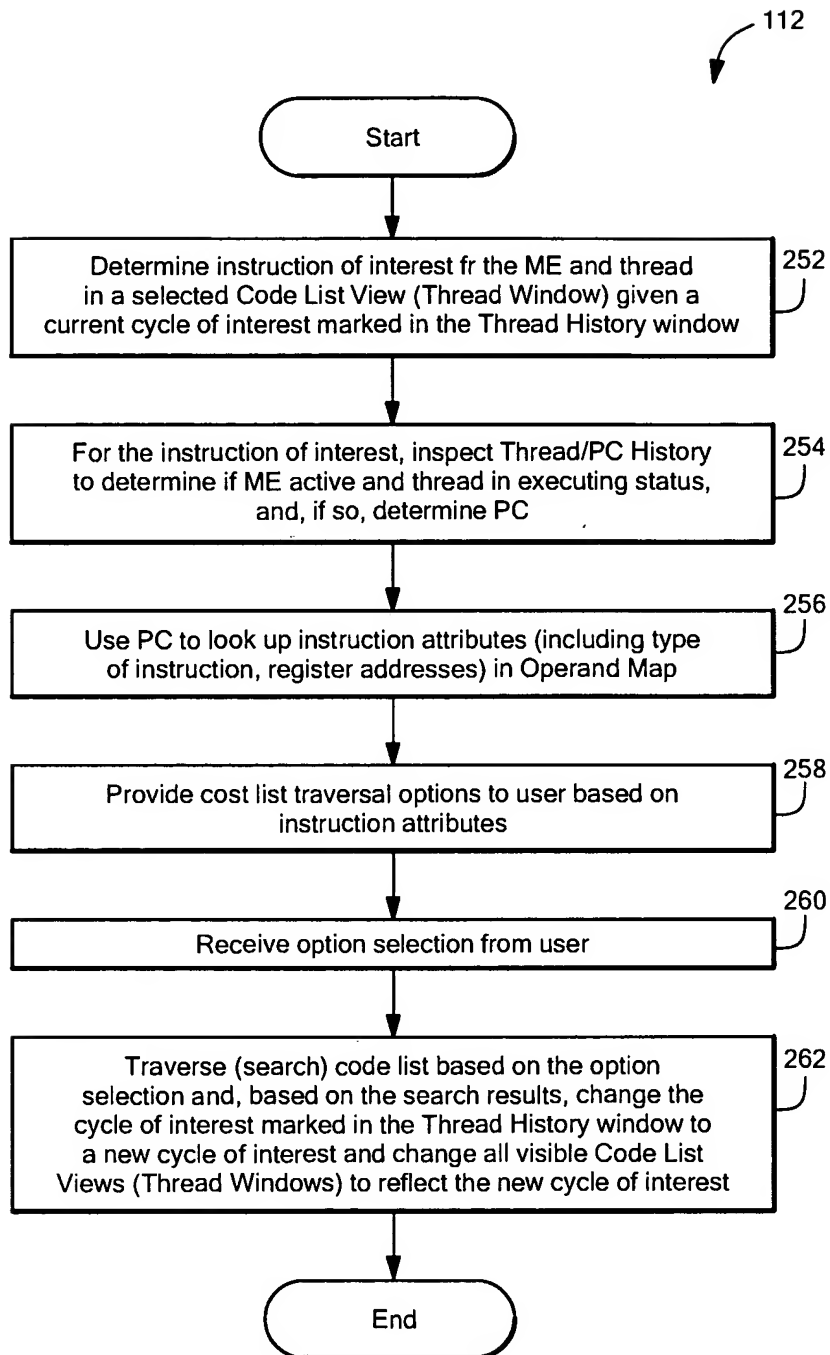 112
Start
Determine instruction of interest fr the ME and thread
in a selected Code List View (Thread Window) given a
current cycle of interest marked in the Thread History window
252
For the instruction of interest, inspect Thread/PC History
to determine if ME active and thread in executing status,
and, if so, determine PC
254
Use PC to look up instruction attributes (including type
of instruction, register addresses) in Operand Map
256
Provide cost list traversal options to user based on
instruction attributes
258
Receive option selection from user
260
Traverse (search) code list based on the option
selection and, based on the search results, change the
cycle of interest marked in the Thread History window to
a new cycle of interest and change all visible Code List
Views (Thread Windows) to reflect the new cycle of interest
262
End